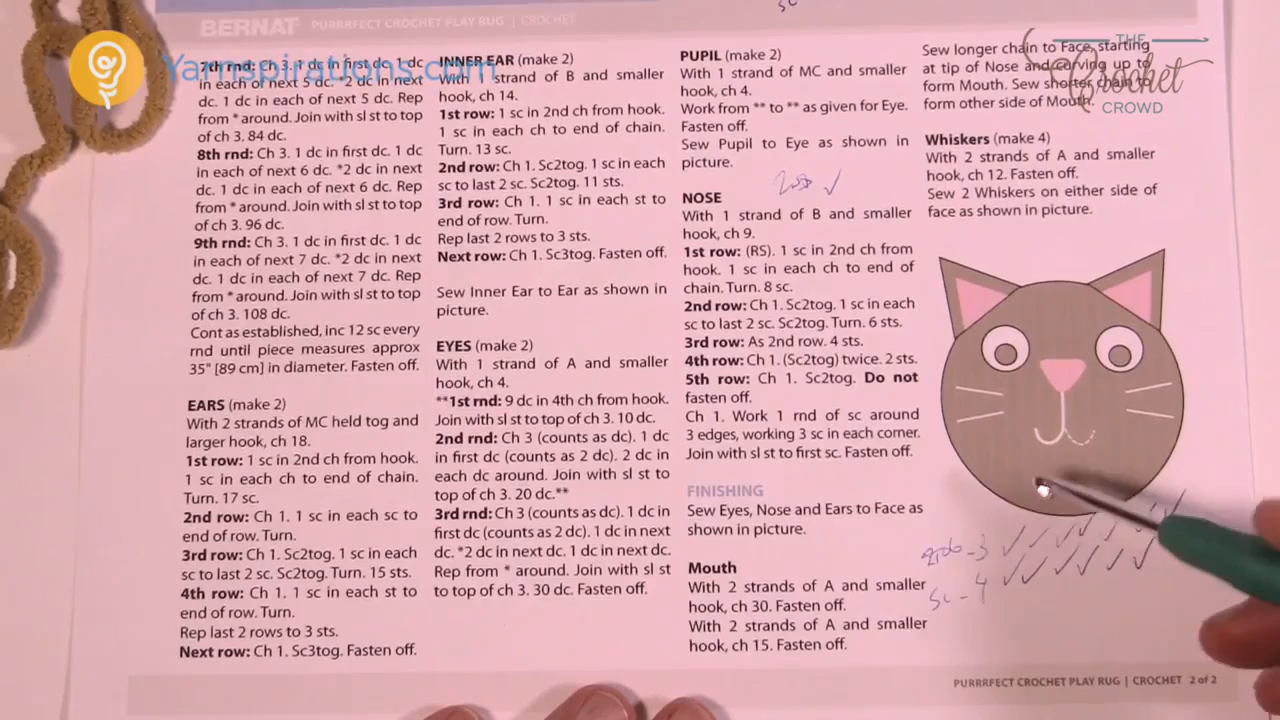 BERNAT PURRRFECT CROCHET PLAY RUG | CROCHET
Yarnspirations.com
THE
Crochet
CROWD
7th rnd: Ch 3. 1 dc in first dc. 1 dc
in each of next 5 dc. *2 dc in next
dc. 1 dc in each of next 5 dc. Rep
from * around. Join with sl st to top
of ch 3. 84 dc.
8th rnd: Ch 3. 1 dc in first dc. 1 dc
in each of next 6 dc. *2 dc in next
dc. 1 dc in each of next 6 dc. Rep
from * around. Join with sl st to top
of ch 3. 96 dc.
9th rnd: Ch 3. 1 dc in first dc. 1 dc
in each of next 7 dc. *2 dc in next
dc. 1 dc in each of next 7 dc. Rep
from * around. Join with sl st to top
of ch 3. 108 dc.
Cont as established, inc 12 sc every
rnd until piece measures approx
35" [89 cm] in diameter. Fasten off.
EARS (make 2)
With 2 strands of MC held tog and
larger hook, ch 18.
1st row: 1 sc in 2nd ch from hook.
1 sc in each ch to end of chain.
Turn. 17 sc.
2nd row: Ch 1. 1 sc in each sc to
end of row. Turn.
3rd row: Ch 1. Sc2tog. 1 sc in each
sc to last 2 sc. Sc2tog. Turn. 15 sts.
4th row: Ch 1. 1 sc in each st to
end of row. Turn.
Rep last 2 rows to 3 sts.
Next row: Ch 1. Sc3tog. Fasten off.
INNER EAR (make 2)
With 1 strand of B and smaller
hook, ch 14.
1st row: 1 sc in 2nd ch from hook.
1 sc in each ch to end of chain.
Turn. 13 sc.
2nd row: Ch 1. Sc2tog. 1 sc in each
sc to last 2 sc. Sc2tog. 11 sts.
3rd row: Ch 1. 1 sc in each st to
end of row. Turn.
Rep last 2 rows to 3 sts.
Next row: Ch 1. Sc3tog. Fasten off.
Sew Inner Ear to Ear as shown in
picture.
EYES (make 2)
With 1 strand of A and smaller
hook, ch 4.
**1st rnd: 9 dc in 4th ch from hook.
Join with sl st to top of ch 3. 10 dc.
2nd rnd: Ch 3 (counts as dc). 1 dc
in first dc (counts as 2 dc). 2 dc in
each dc around. Join with sl st to
top of ch 3. 20 dc.**
3rd rnd: Ch 3 (counts as dc). 1 dc in
first dc (counts as 2 dc). 1 dc in next
dc. *2 dc in next dc. 1 dc in next dc.
Rep from * around. Join with sl st
to top of ch 3. 30 dc. Fasten off.
sc
PUPIL (make 2)
With 1 strand of MC and smaller
hook, ch 4.
Work from ** to ** as given for Eye.
Fasten off.
Sew Pupil to Eye as shown in
picture.
NOSE
With 1 strand of B and smaller
hook, ch 9.
1st row: (RS). 1 sc in 2nd ch from
hook. 1 sc in each ch to end of
chain. Turn. 8 sc.
2nd row: Ch 1. Sc2tog. 1 sc in each
sc to last 2 sc. Sc2tog. Turn. 6 sts.
3rd row: As 2nd row. 4 sts.
4th row: Ch 1. (Sc2tog) twice. 2 sts.
5th row: Ch 1. Sc2tog. Do not
fasten off.
Ch 1. Work 1 rnd of sc around
3 edges, working 3 sc in each corner.
Join with sl st to first sc. Fasten off.
FINISHING
Sew Eyes, Nose and Ears to Face as
shown in picture.
Mouth
With 2 strands of A and smaller
hook, ch 30. Fasten off.
With 2 strands of A and smaller
hook, ch 15. Fasten off.
Sew longer chain to Face, starting
at tip of Nose and curving up to
form Mouth. Sew shorter chain to
form other side of Mouth.
Whiskers (make 4)
With 2 strands of A and smaller
hook, ch 12. Fasten off.
Sew 2 Whiskers on either side of
face as shown in picture.
Sc - 4
PURRRFECT CROCHET PLAY RUG | CROCHET 2 of 2